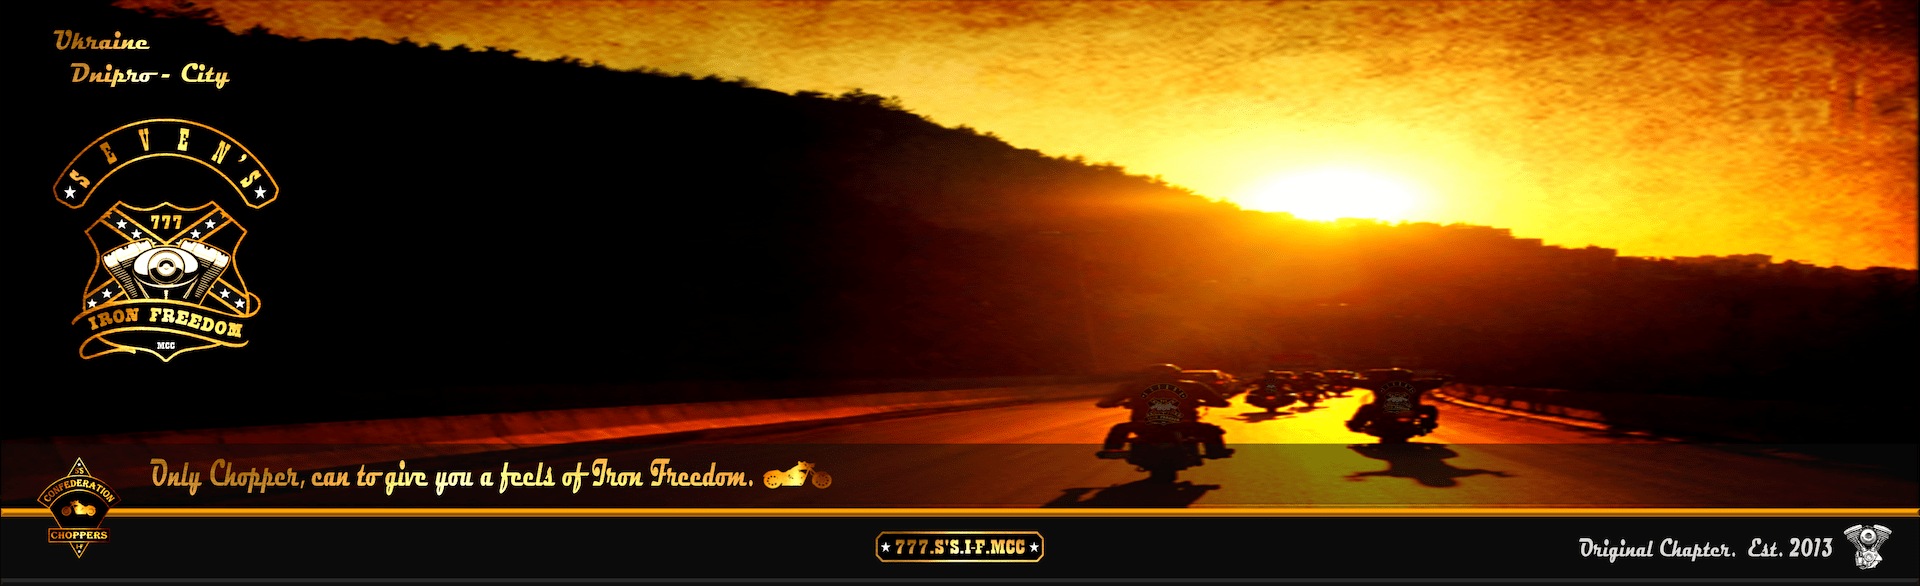 Ukraine
Dnipro - City
SEVEN'S
777
IRON FREEDOM
MCC
Only Chopper, can to give you a feels of Iron Freedom.
SS
CONFEDERATION
CHOPPERS
I-F
777.S'S.I-F.MCC
Original Chapter. Est. 2013